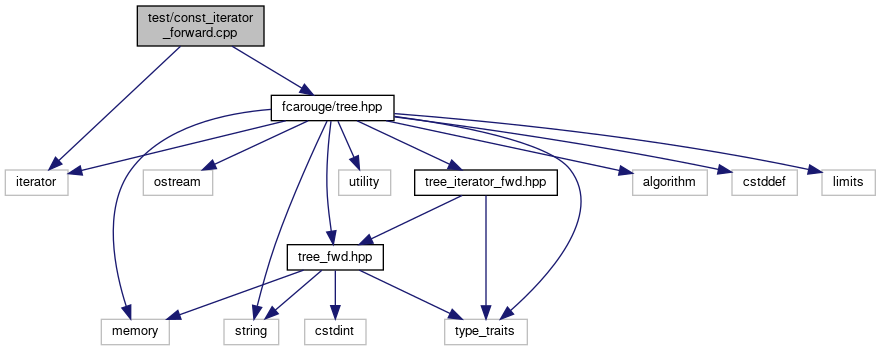 test/const_iterator
_forward.cpp
fcarouge/tree.hpp
iterator
ostream
utility
tree_iterator_fwd.hpp
algorithm
cstddef
limits
tree_fwd.hpp
memory
string
cstdint
type_traits